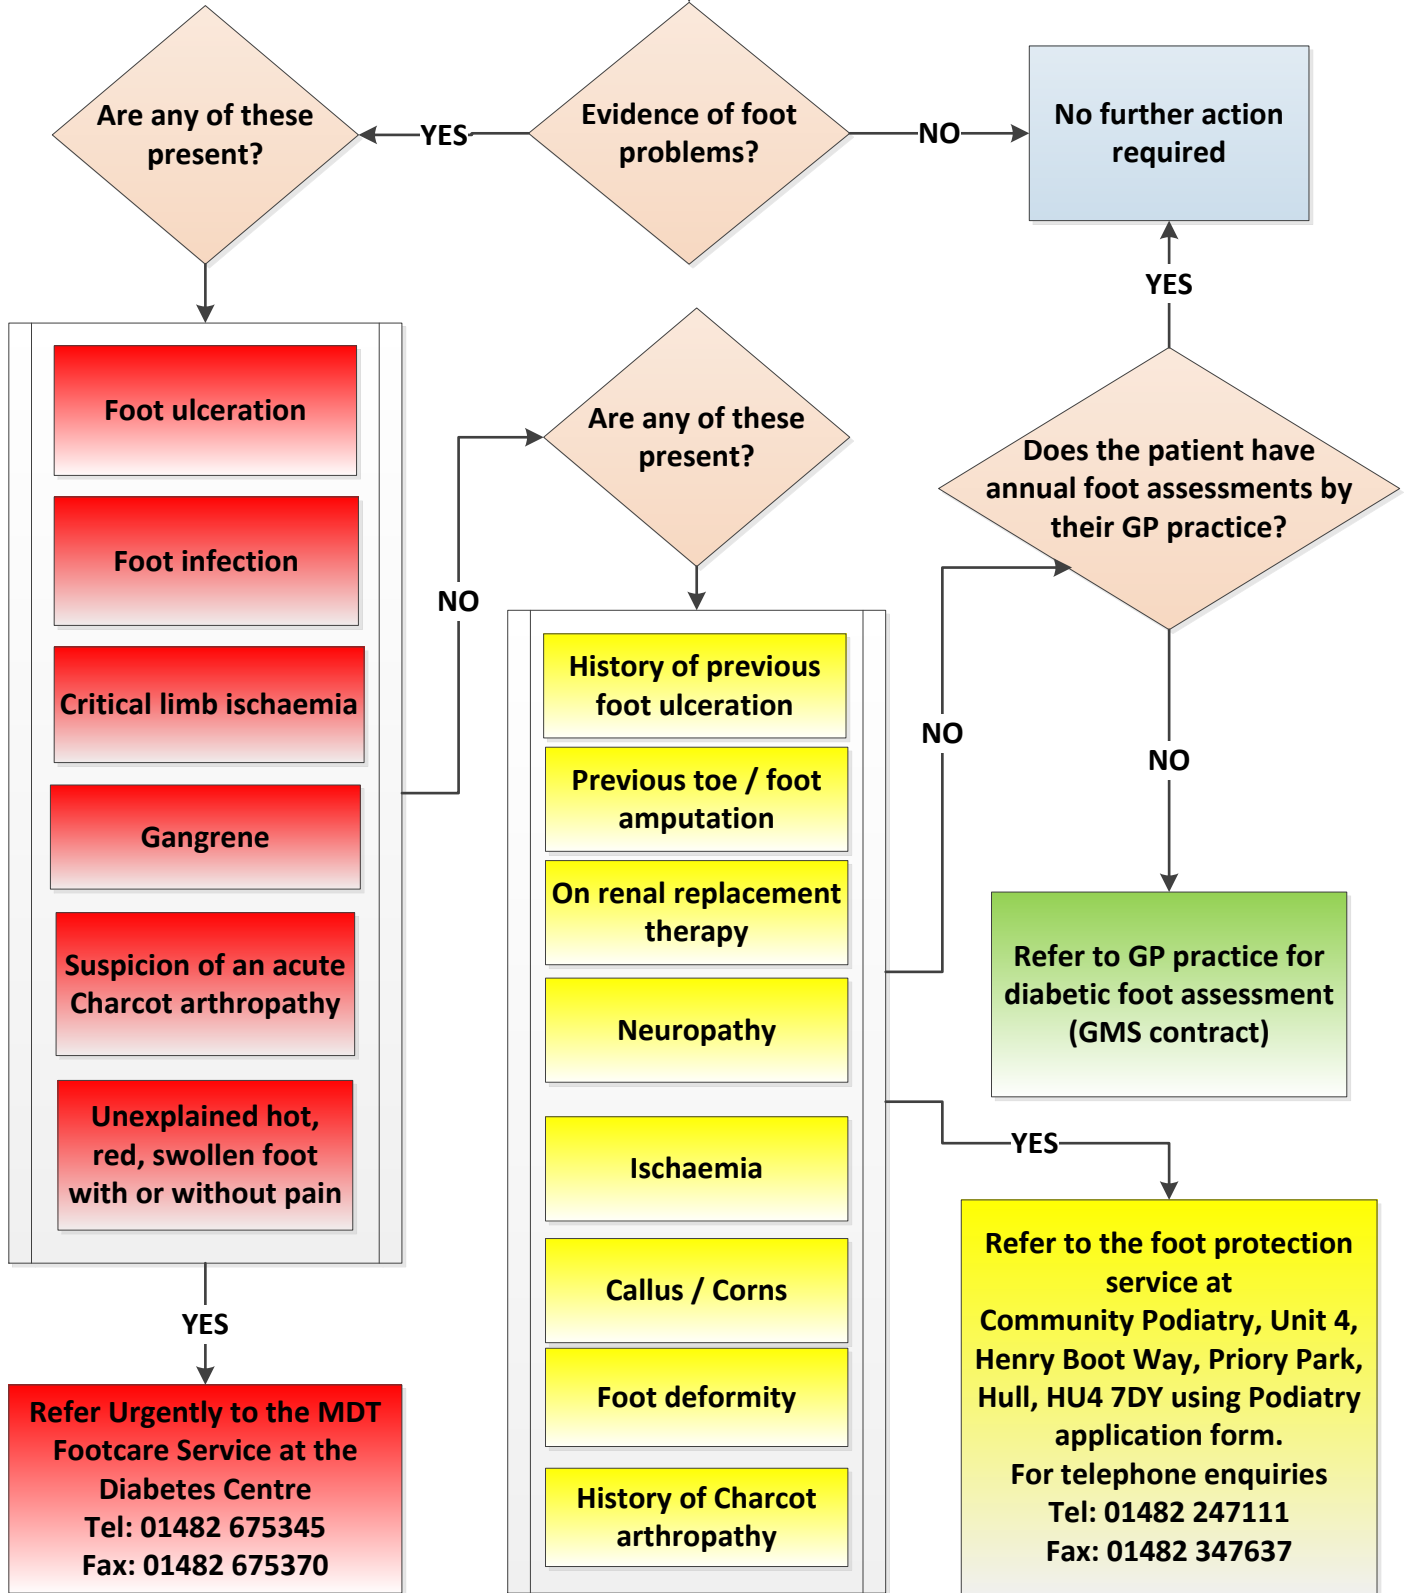 Are any of these
present?
YES
Evidence of foot
problems?
NO
No further action
required
YES
Foot ulceration
Foot infection
Critical limb ischaemia
Gangrene
Suspicion of an acute
Charcot arthropathy
Unexplained hot,
red, swollen foot
with or without pain
NO
YES
Refer Urgently to the MDT
Footcare Service at the
Diabetes Centre
Tel: 01482 675345
Fax: 01482 675370
Are any of these
present?
History of previous
foot ulceration
Previous toe / foot
amputation
On renal replacement
therapy
Neuropathy
Ischaemia
Callus / Corns
Foot deformity
History of Charcot
arthropathy
NO
Does the patient have
annual foot assessments by
their GP practice?
NO
Refer to GP practice for
diabetic foot assessment
(GMS contract)
YES
Refer to the foot protection
service at
Community Podiatry, Unit 4,
Henry Boot Way, Priory Park,
Hull, HU4 7DY using Podiatry
application form.
For telephone enquiries
Tel: 01482 247111
Fax: 01482 347637